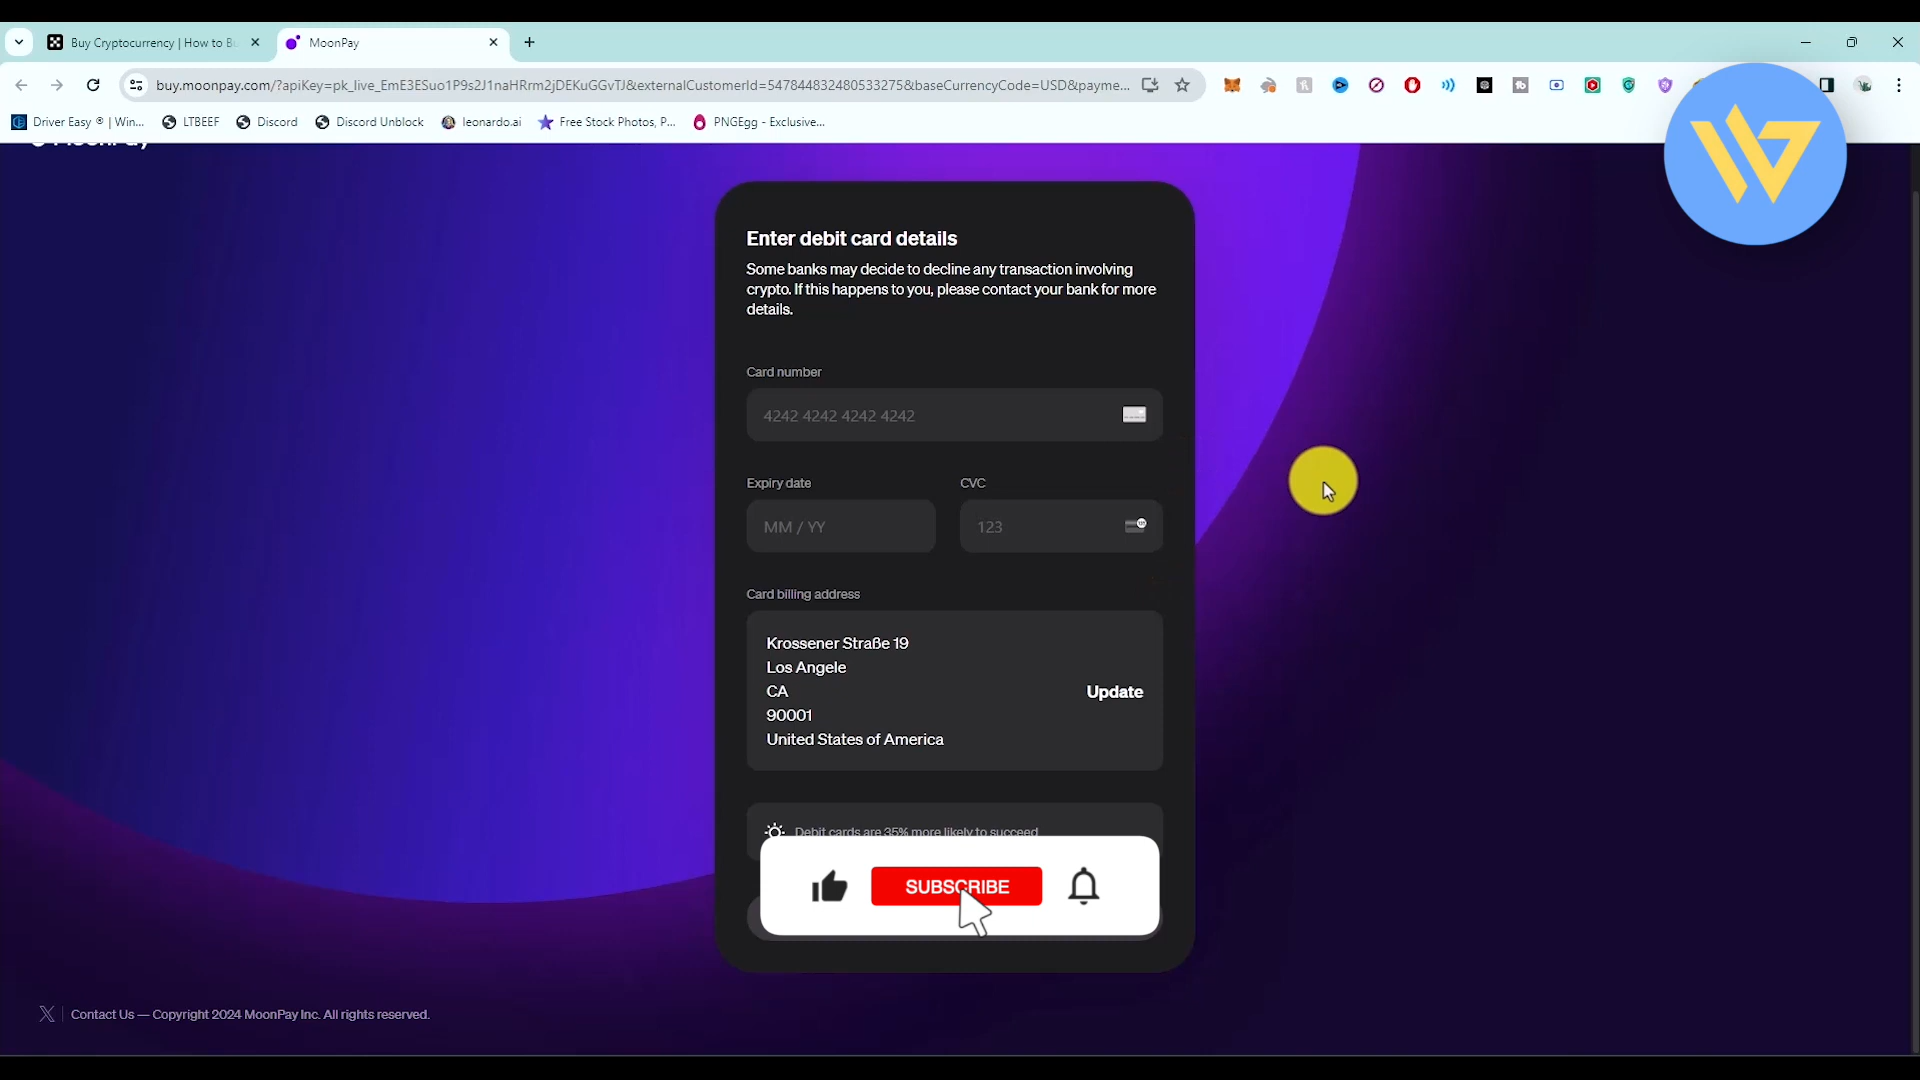 Buy Cryptocurrency | How to Bu
MoonPay
buy.moonpay.com/?apiKey=pk_live_EmE3ESuo1P9s2J1naHRrm2jDEKuGGvTJ&externalCustomerId=547844832480533275&baseCurrencyCode=USD&payme...
Driver Easy ® | Win...
LTBEEF
Discord
Discord Unblock
leonardo.ai
Free Stock Photos, P...
PNGEgg - Exclusive...
MoonPay
Enter debit card details
Some banks may decide to decline any transaction involving
crypto. If this happens to you, please contact your bank for more
details.
Card number
4242 4242 4242 4242
Expiry date
CVC
MM / YY
123
Card billing address
Krossener Straße 19
Los Angele
CA
Update
90001
United States of America
Debit cards are 35% more likely to succeed
SUBSCRIBE
Contact Us — Copyright 2024 MoonPay Inc. All rights reserved.